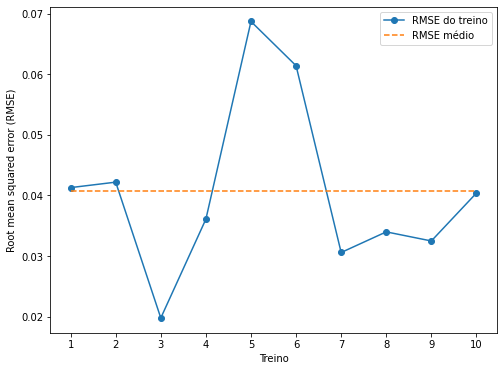 RMSE do treino
RMSE médio
Root mean squared error (RMSE)
0.07
0.06
0.05
0.04
0.03
0.02
1 2 3 4 5 6 7 8 9 10
Treino